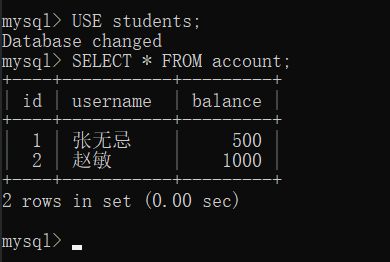 mysql> USE students;
Database changed
mysql> SELECT * FROM account;
+----+-----------+---------+
| id | username  | balance |
+----+-----------+---------+
|  1 | 张无忌    |     500 |
|  2 | 赵敏      |    1000 |
+----+-----------+---------+
2 rows in set (0.00 sec)
mysql>